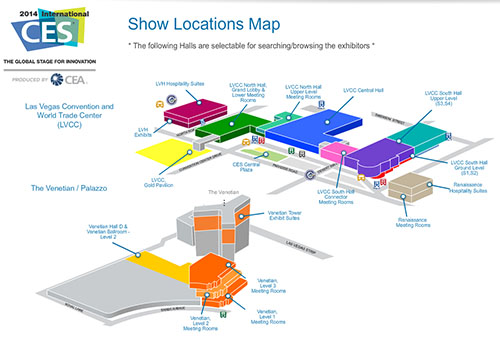 2014 International
CES
THE GLOBAL STAGE FOR INNOVATION
PRODUCED BY CEA
Show Locations Map
* The following Halls are selectable for searching/browsing the exhibitors *
Las Vegas Convention and
World Trade Center
(LVCC)
LVH Hospitality Suites
LVCC North Hall,
Grand Lobby &
Lower Meeting
Rooms
LVCC North Hall
Upper Level
Meeting Rooms
LVCC Central Hall
LVCC South Hall
Upper Level
(S3,S4)
LVH
Exhibits
LVCC,
Gold Pavilion
CES Central
Plaza
LVCC South Hall
Connector
Meeting Rooms
LVCC South Hall
Ground Level
(S1,S2)
Renaissance
Hospitality Suites
Renaissance
Meeting Rooms
PARADISE ROAD
The Venetian / Palazzo
The Venetian
Venetian Tower
Exhibit Suites
Venetian Hall D &
Venetian Ballroom -
Level 2
LAS VEGAS STRIP
Venetian,
Level 3
Meeting Rooms
Venetian,
Level 2
Meeting Rooms
Venetian,
Level 1
Meeting Rooms